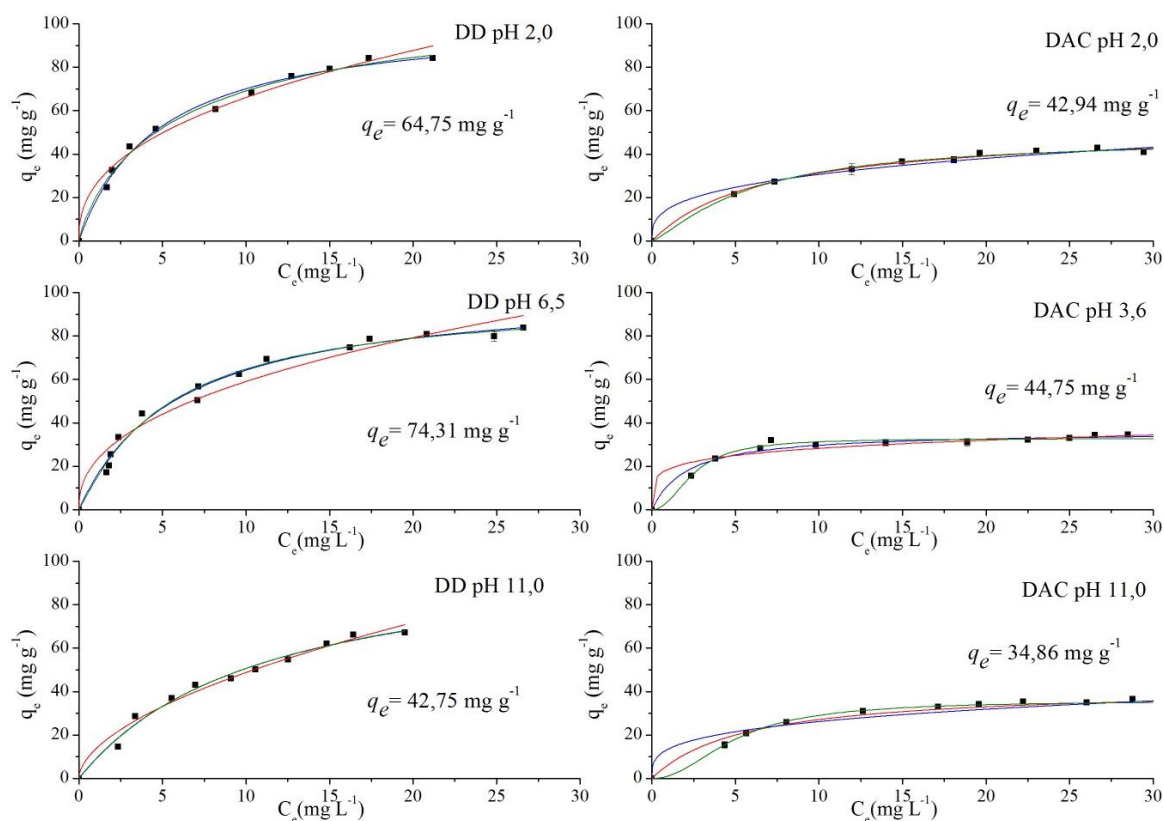 DD pH 2,0
q_e= 64,75 mg g⁻¹
q_e (mg g⁻¹)
100
80
60
40
20
0
0 5 10 15 20 25 30
C_e(mg L⁻¹)
DAC pH 2,0
q_e= 42,94 mg g⁻¹
q_e (mg g⁻¹)
100
80
60
40
20
0
0 5 10 15 20 25 30
C_e(mg L⁻¹)
DD pH 6,5
q_e= 74,31 mg g⁻¹
q_e (mg g⁻¹)
100
80
60
40
20
0
0 5 10 15 20 25 30
C_e(mg L⁻¹)
DAC pH 3,6
q_e= 44,75 mg g⁻¹
q_e (mg g⁻¹)
100
80
60
40
20
0
0 5 10 15 20 25 30
C_e(mg L⁻¹)
DD pH 11,0
q_e= 42,75 mg g⁻¹
q_e (mg g⁻¹)
100
80
60
40
20
0
0 5 10 15 20 25 30
C_e(mg L⁻¹)
DAC pH 11,0
q_e= 34,86 mg g⁻¹
q_e (mg g⁻¹)
100
80
60
40
20
0
0 5 10 15 20 25 30
C_e(mg L⁻¹)